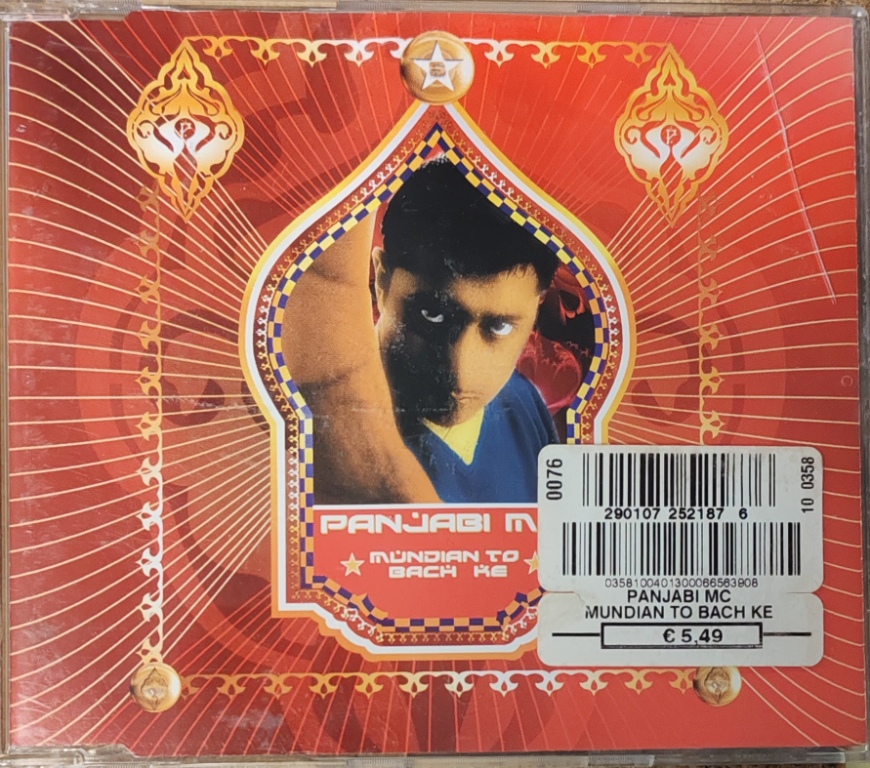 PANJABI M
MUNDIAN TO
BACH KE
0076
10 0358
290107 252187 6
0358100401300066563908
PANJABI MC
MUNDIAN TO BACH KE
€ 5,49